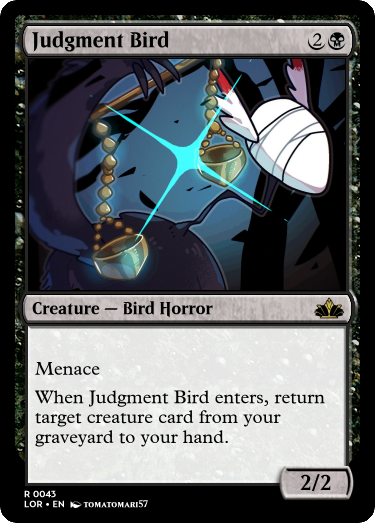 Judgment Bird 2
Creature — Bird Horror
Menace
When Judgment Bird enters, return
target creature card from your
graveyard to your hand.
2/2
R 0043
LOR • EN TOMATOMARI57